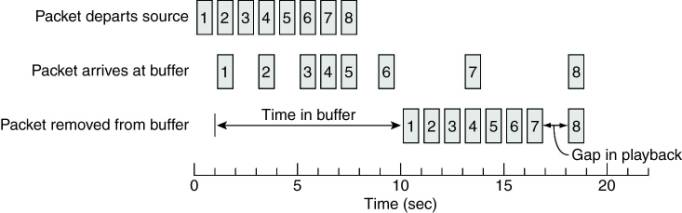 Packet departs source 1 2 3 4 5 6 7 8
Packet arrives at buffer 1 2 3 4 5 6 7 8
Time in buffer
Packet removed from buffer 1 2 3 4 5 6 7 8
Gap in playback
0 5 10 15 20
Time (sec)